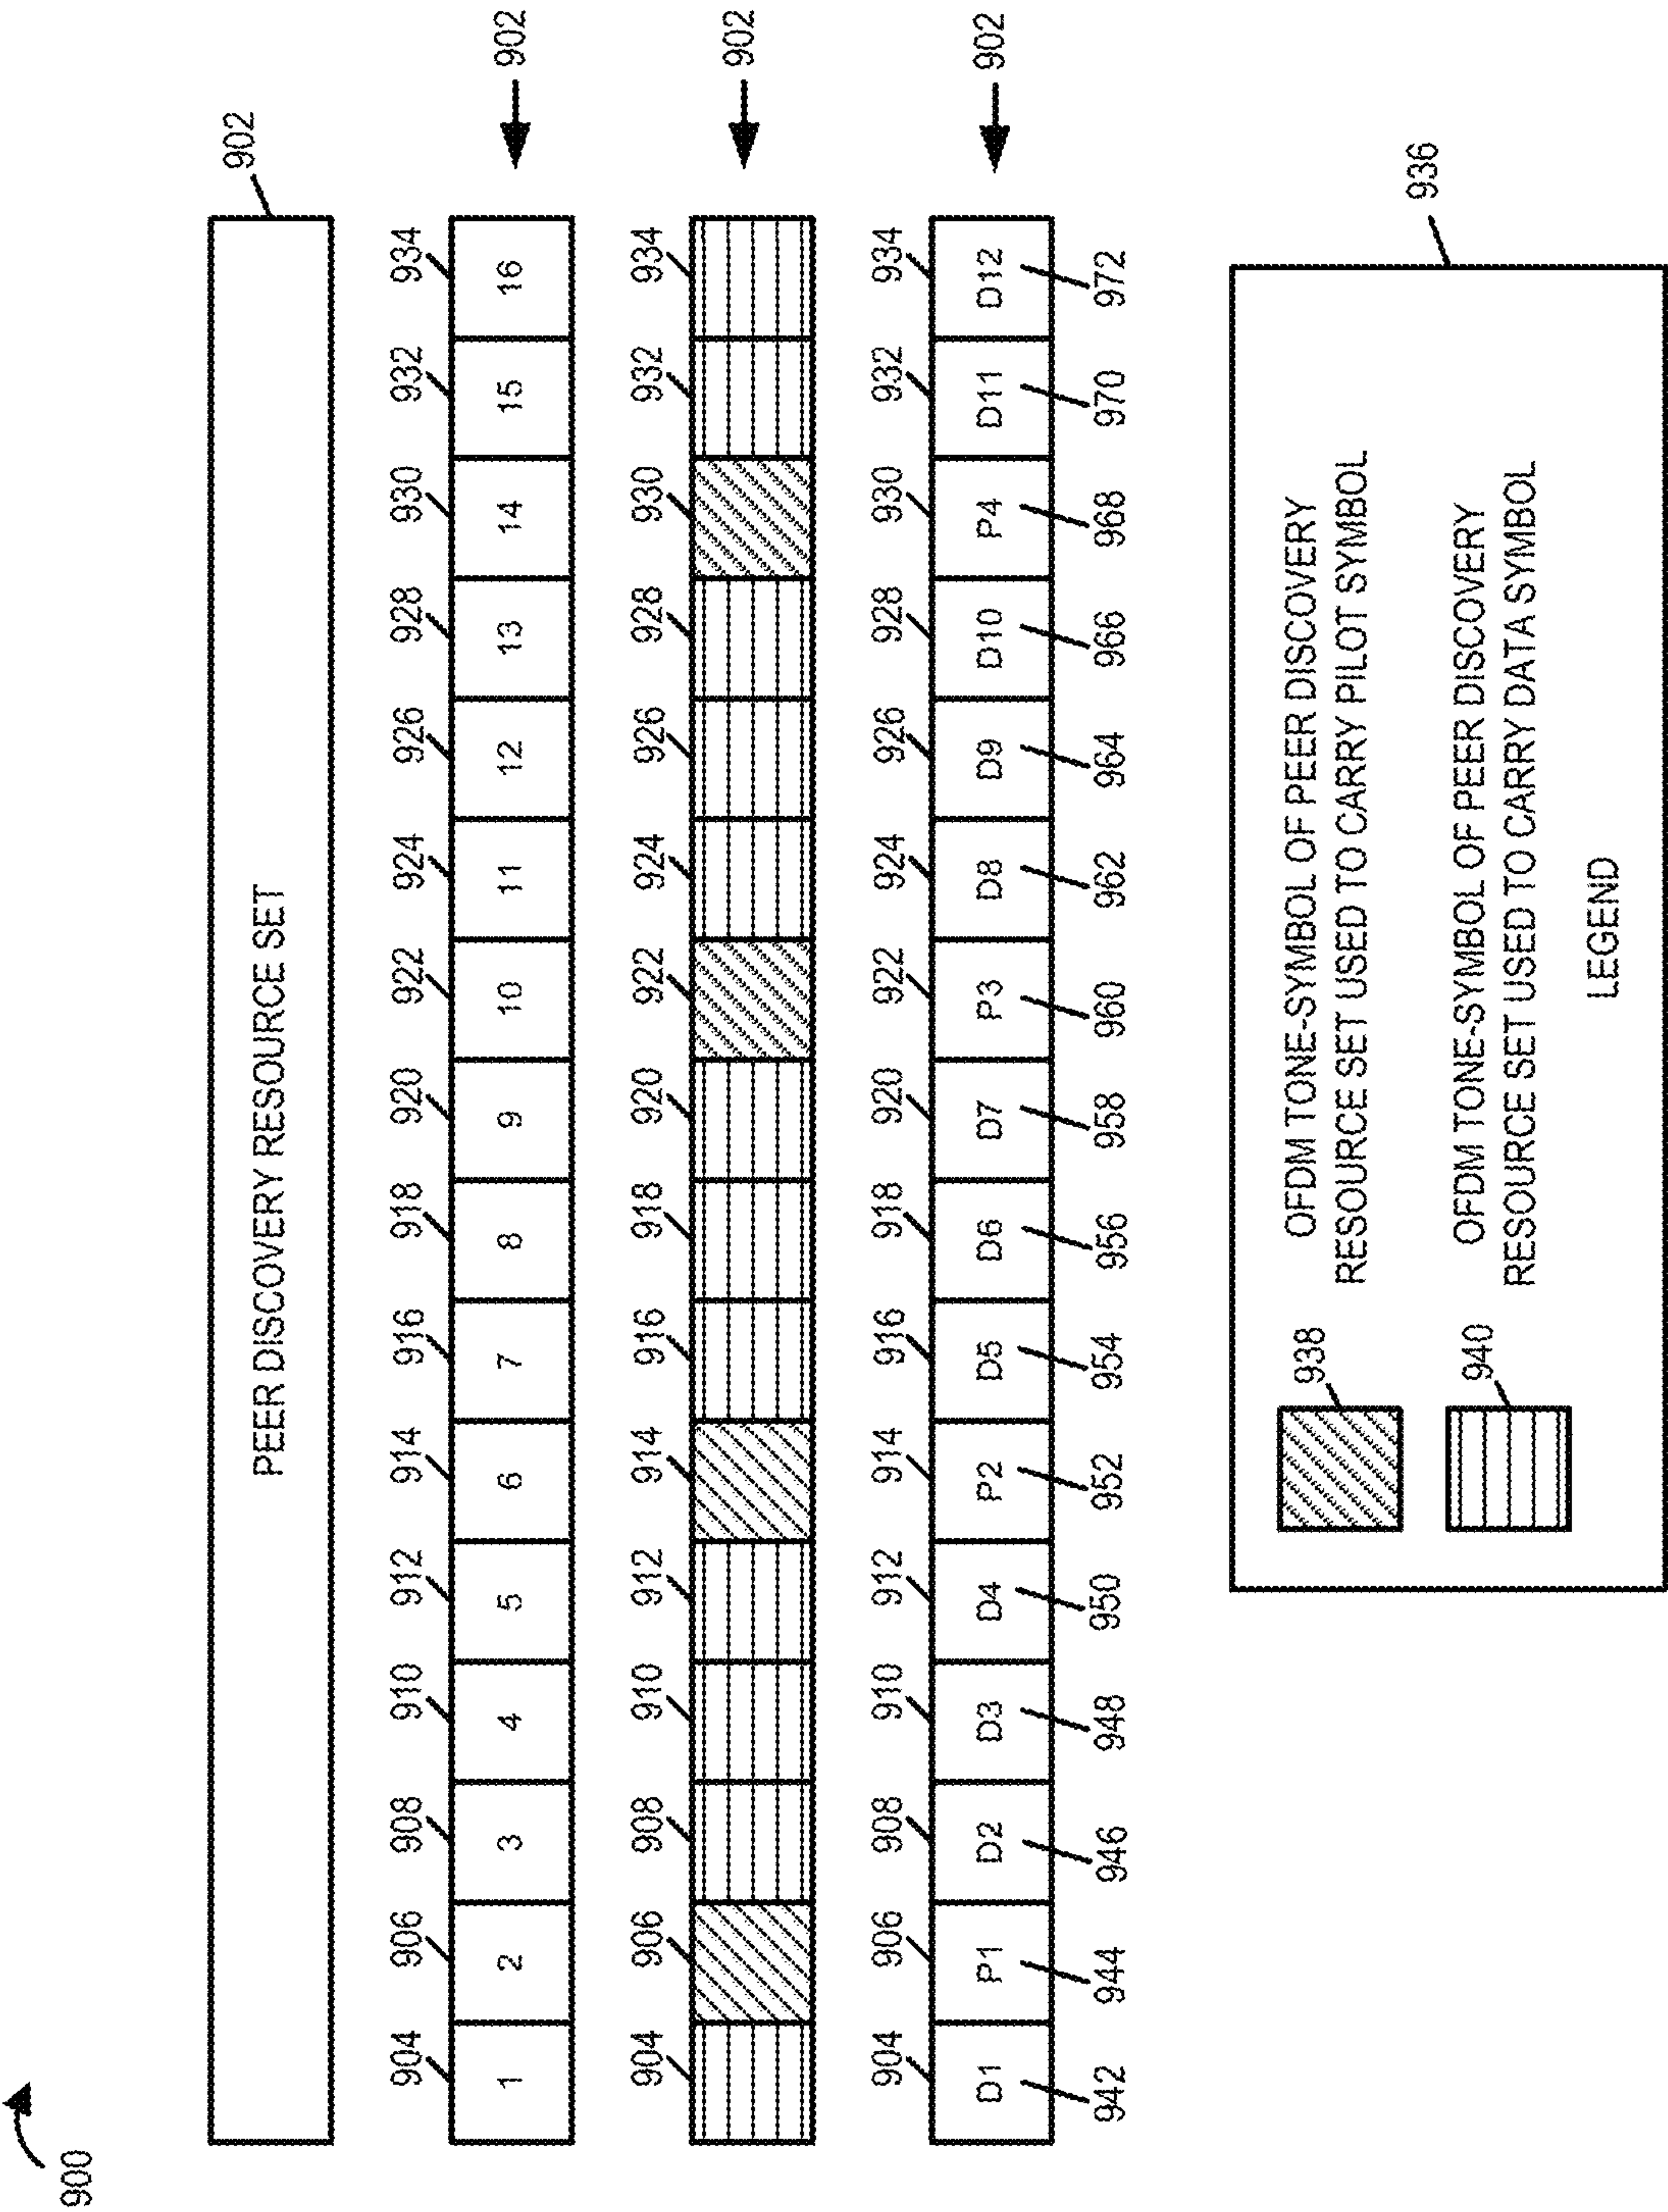 900
PEER DISCOVERY RESOURCE SET
902
904 906 908 910 912 914 916 918 920 922 924 926 928 930 932 934
1 2 3 4 5 6 7 8 9 10 11 12 13 14 15 16
902
904 906 908 910 912 914 916 918 920 922 924 926 928 930 932 934
902
904 906 908 910 912 914 916 918 920 922 924 926 928 930 932 934
D1 P1 D2 D3 D4 P2 D5 D6 D7 P3 D8 D9 D10 P4 D11 D12
902
942 944 946 948 950 952 954 956 958 960 962 964 966 968 970 972
936
938
OFDM TONE-SYMBOL OF PEER DISCOVERY
RESOURCE SET USED TO CARRY PILOT SYMBOL
940
OFDM TONE-SYMBOL OF PEER DISCOVERY
RESOURCE SET USED TO CARRY DATA SYMBOL
LEGEND